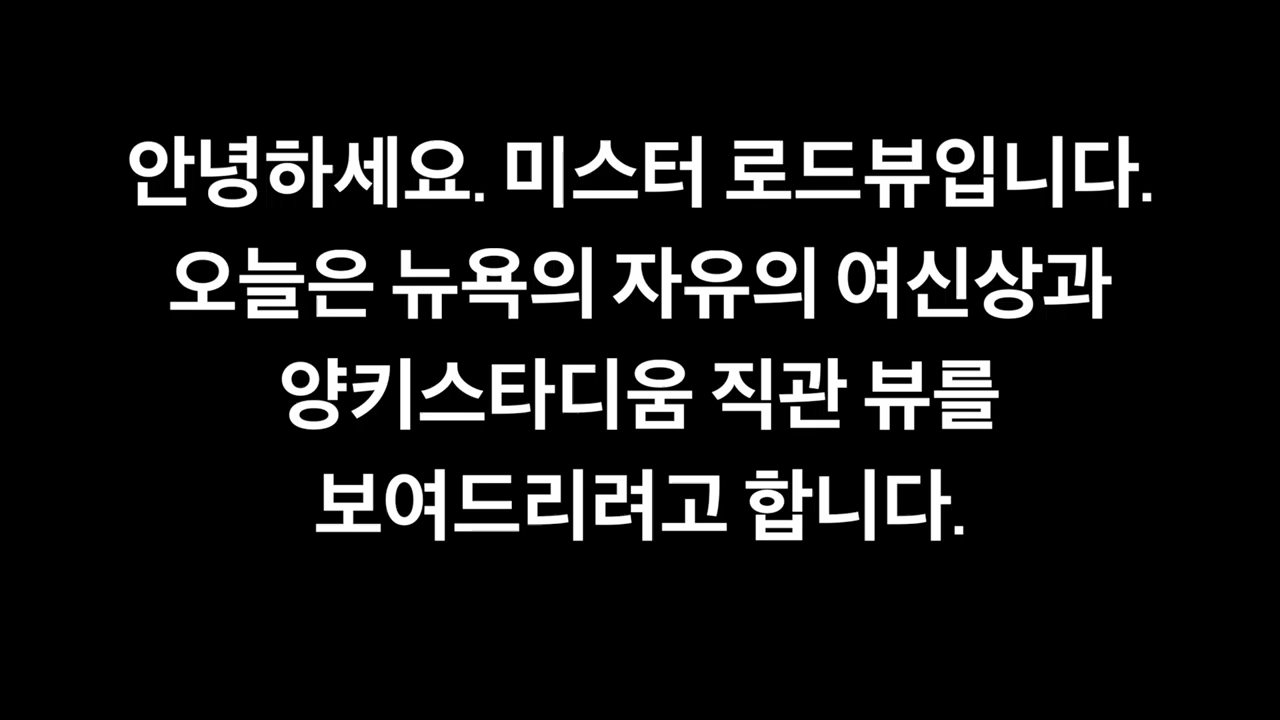 안녕하세요. 미스터 로드뷰입니다.
오늘은 뉴욕의 자유의 여신상과
양키스타디움 직관 뷰를
보여드리려고 합니다.